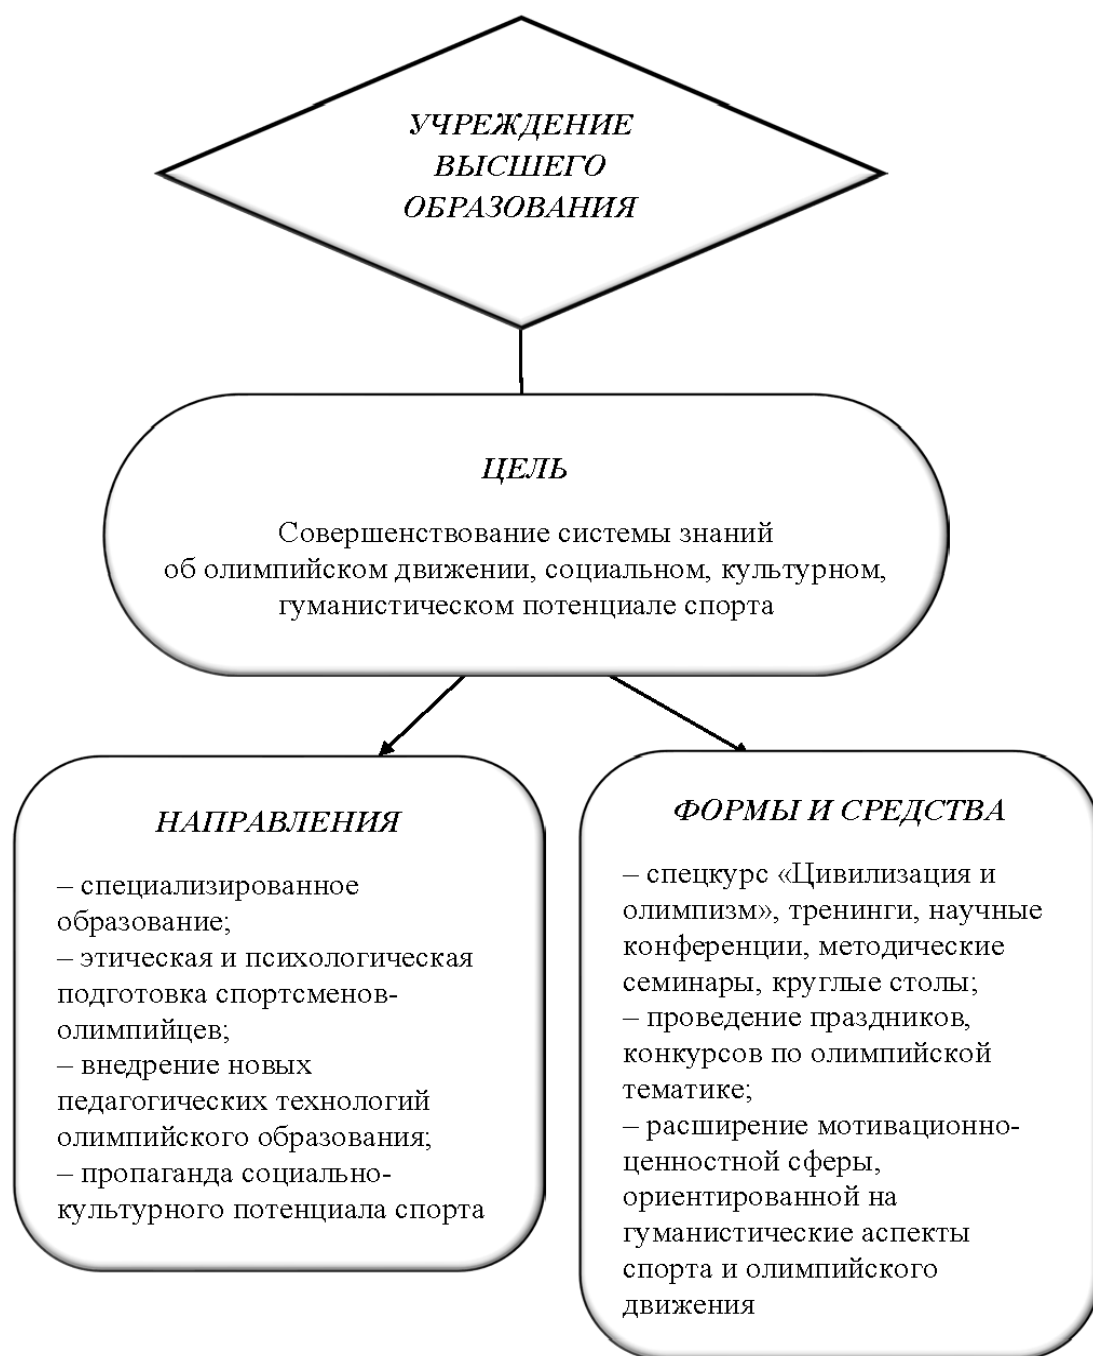 УЧРЕЖДЕНИЕ
ВЫСШЕГО
ОБРАЗОВАНИЯ
ЦЕЛЬ
Совершенствование системы знаний
об олимпийском движении, социальном, культурном,
гуманистическом потенциале спорта
НАПРАВЛЕНИЯ
– специализированное
образование;
– этическая и психологическая
подготовка спортсменов-
олимпийцев;
– внедрение новых
педагогических технологий
олимпийского образования;
– пропаганда социально-
культурного потенциала спорта
ФОРМЫ И СРЕДСТВА
– спецкурс «Цивилизация и
олимпизм», тренинги, научные
конференции, методические
семинары, круглые столы;
– проведение праздников,
конкурсов по олимпийской
тематике;
– расширение мотивационно-
ценностной сферы,
ориентированной на
гуманистические аспекты
спорта и олимпийского
движения